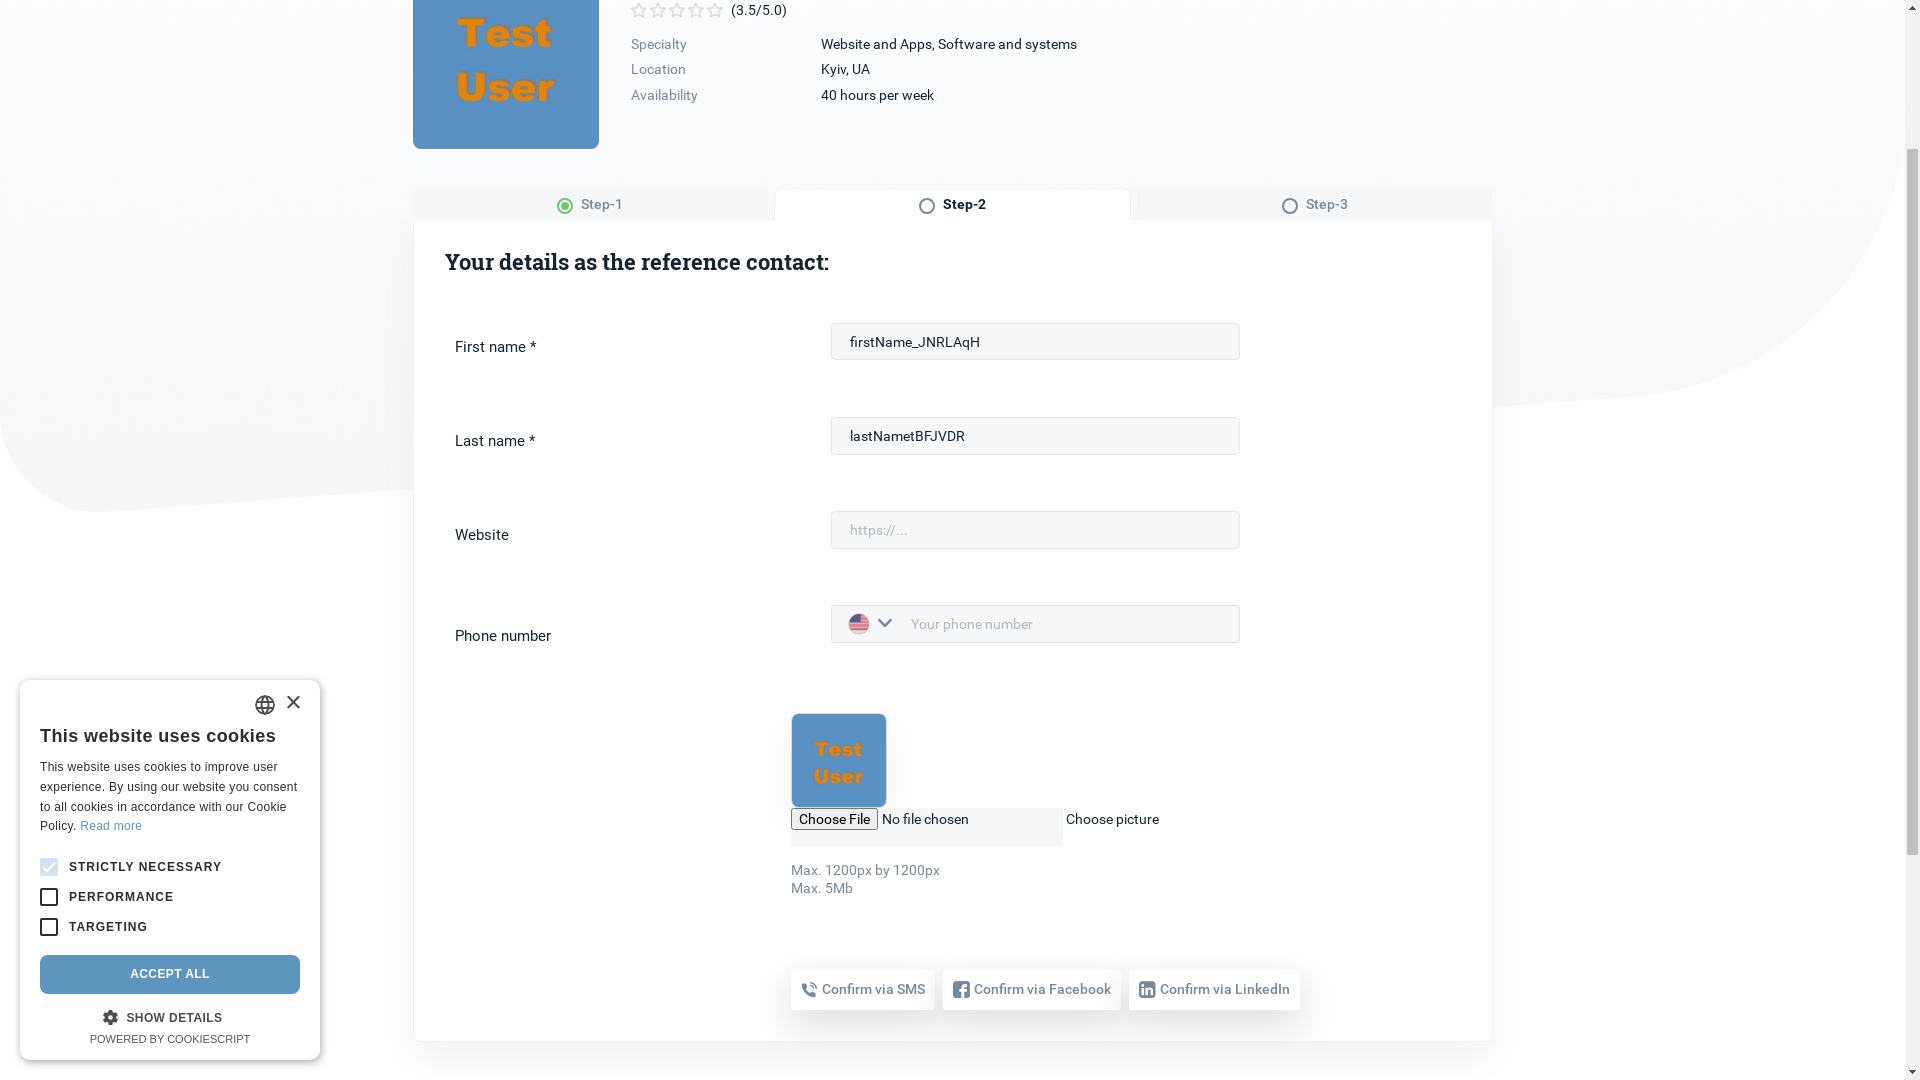 Test
User
(3.5/5.0)
Specialty Website and Apps, Software and systems
Location Kyiv, UA
Availability 40 hours per week
Step-1 Step-2 Step-3
Your details as the reference contact:
First name * firstName_JNRLAqH
Last name * lastNametBFJVDR
Website https://...
Phone number Your phone number
Test
User
Choose File No file chosen Choose picture
Max. 1200px by 1200px
Max. 5Mb
Confirm via SMS Confirm via Facebook Confirm via LinkedIn
×
This website uses cookies
This website uses cookies to improve user
experience. By using our website you consent
to all cookies in accordance with our Cookie
Policy. Read more
STRICTLY NECESSARY
PERFORMANCE
TARGETING
ACCEPT ALL
SHOW DETAILS
POWERED BY COOKIESCRIPT